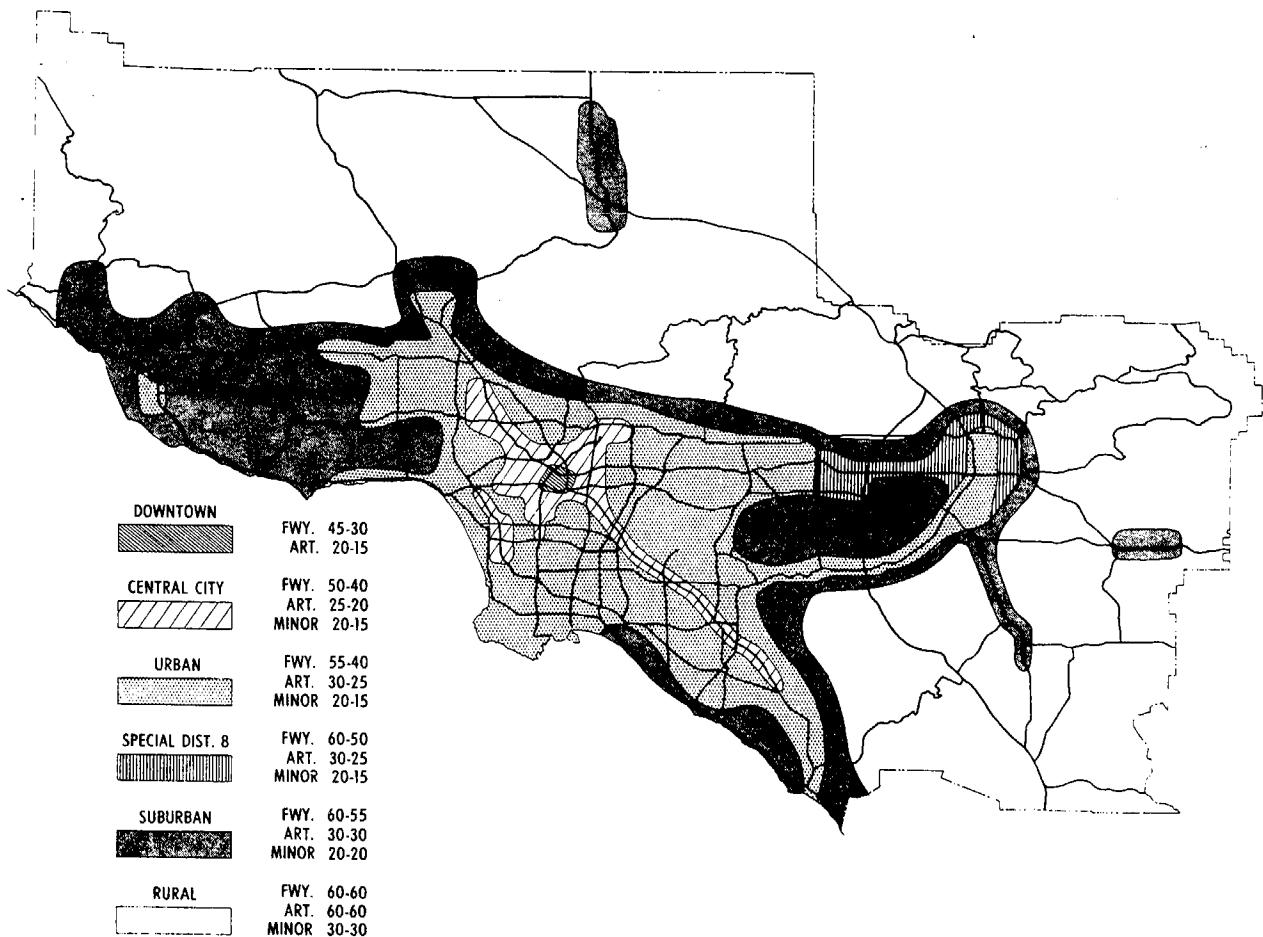 DOWNTOWN
FWY. 45-30
ART. 20-15
CENTRAL CITY
FWY. 50-40
ART. 25-20
MINOR 20-15
URBAN
FWY. 55-40
ART. 30-25
MINOR 20-15
SPECIAL DIST. 8
FWY. 60-50
ART. 30-25
MINOR 20-15
SUBURBAN
FWY. 60-55
ART. 30-30
MINOR 20-20
RURAL
FWY. 60-60
ART. 60-60
MINOR 30-30